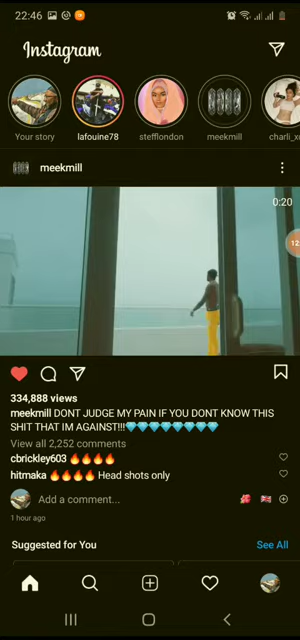 22:46
Instagram
Your story
lafouine78
stefflondon
meekmill
charli_x
meekmill
0:20
12
334,888 views
meekmill DONT JUDGE MY PAIN IF YOU DONT KNOW THIS
SHIT THAT IM AGAINST!!!💎💎💎💎💎💎💎💎
View all 2,252 comments
cbrickley603 🔥🔥🔥🔥
hitmaka 🔥🔥🔥🔥 Head shots only
Add a comment...
1 hour ago
Suggested for You
See All